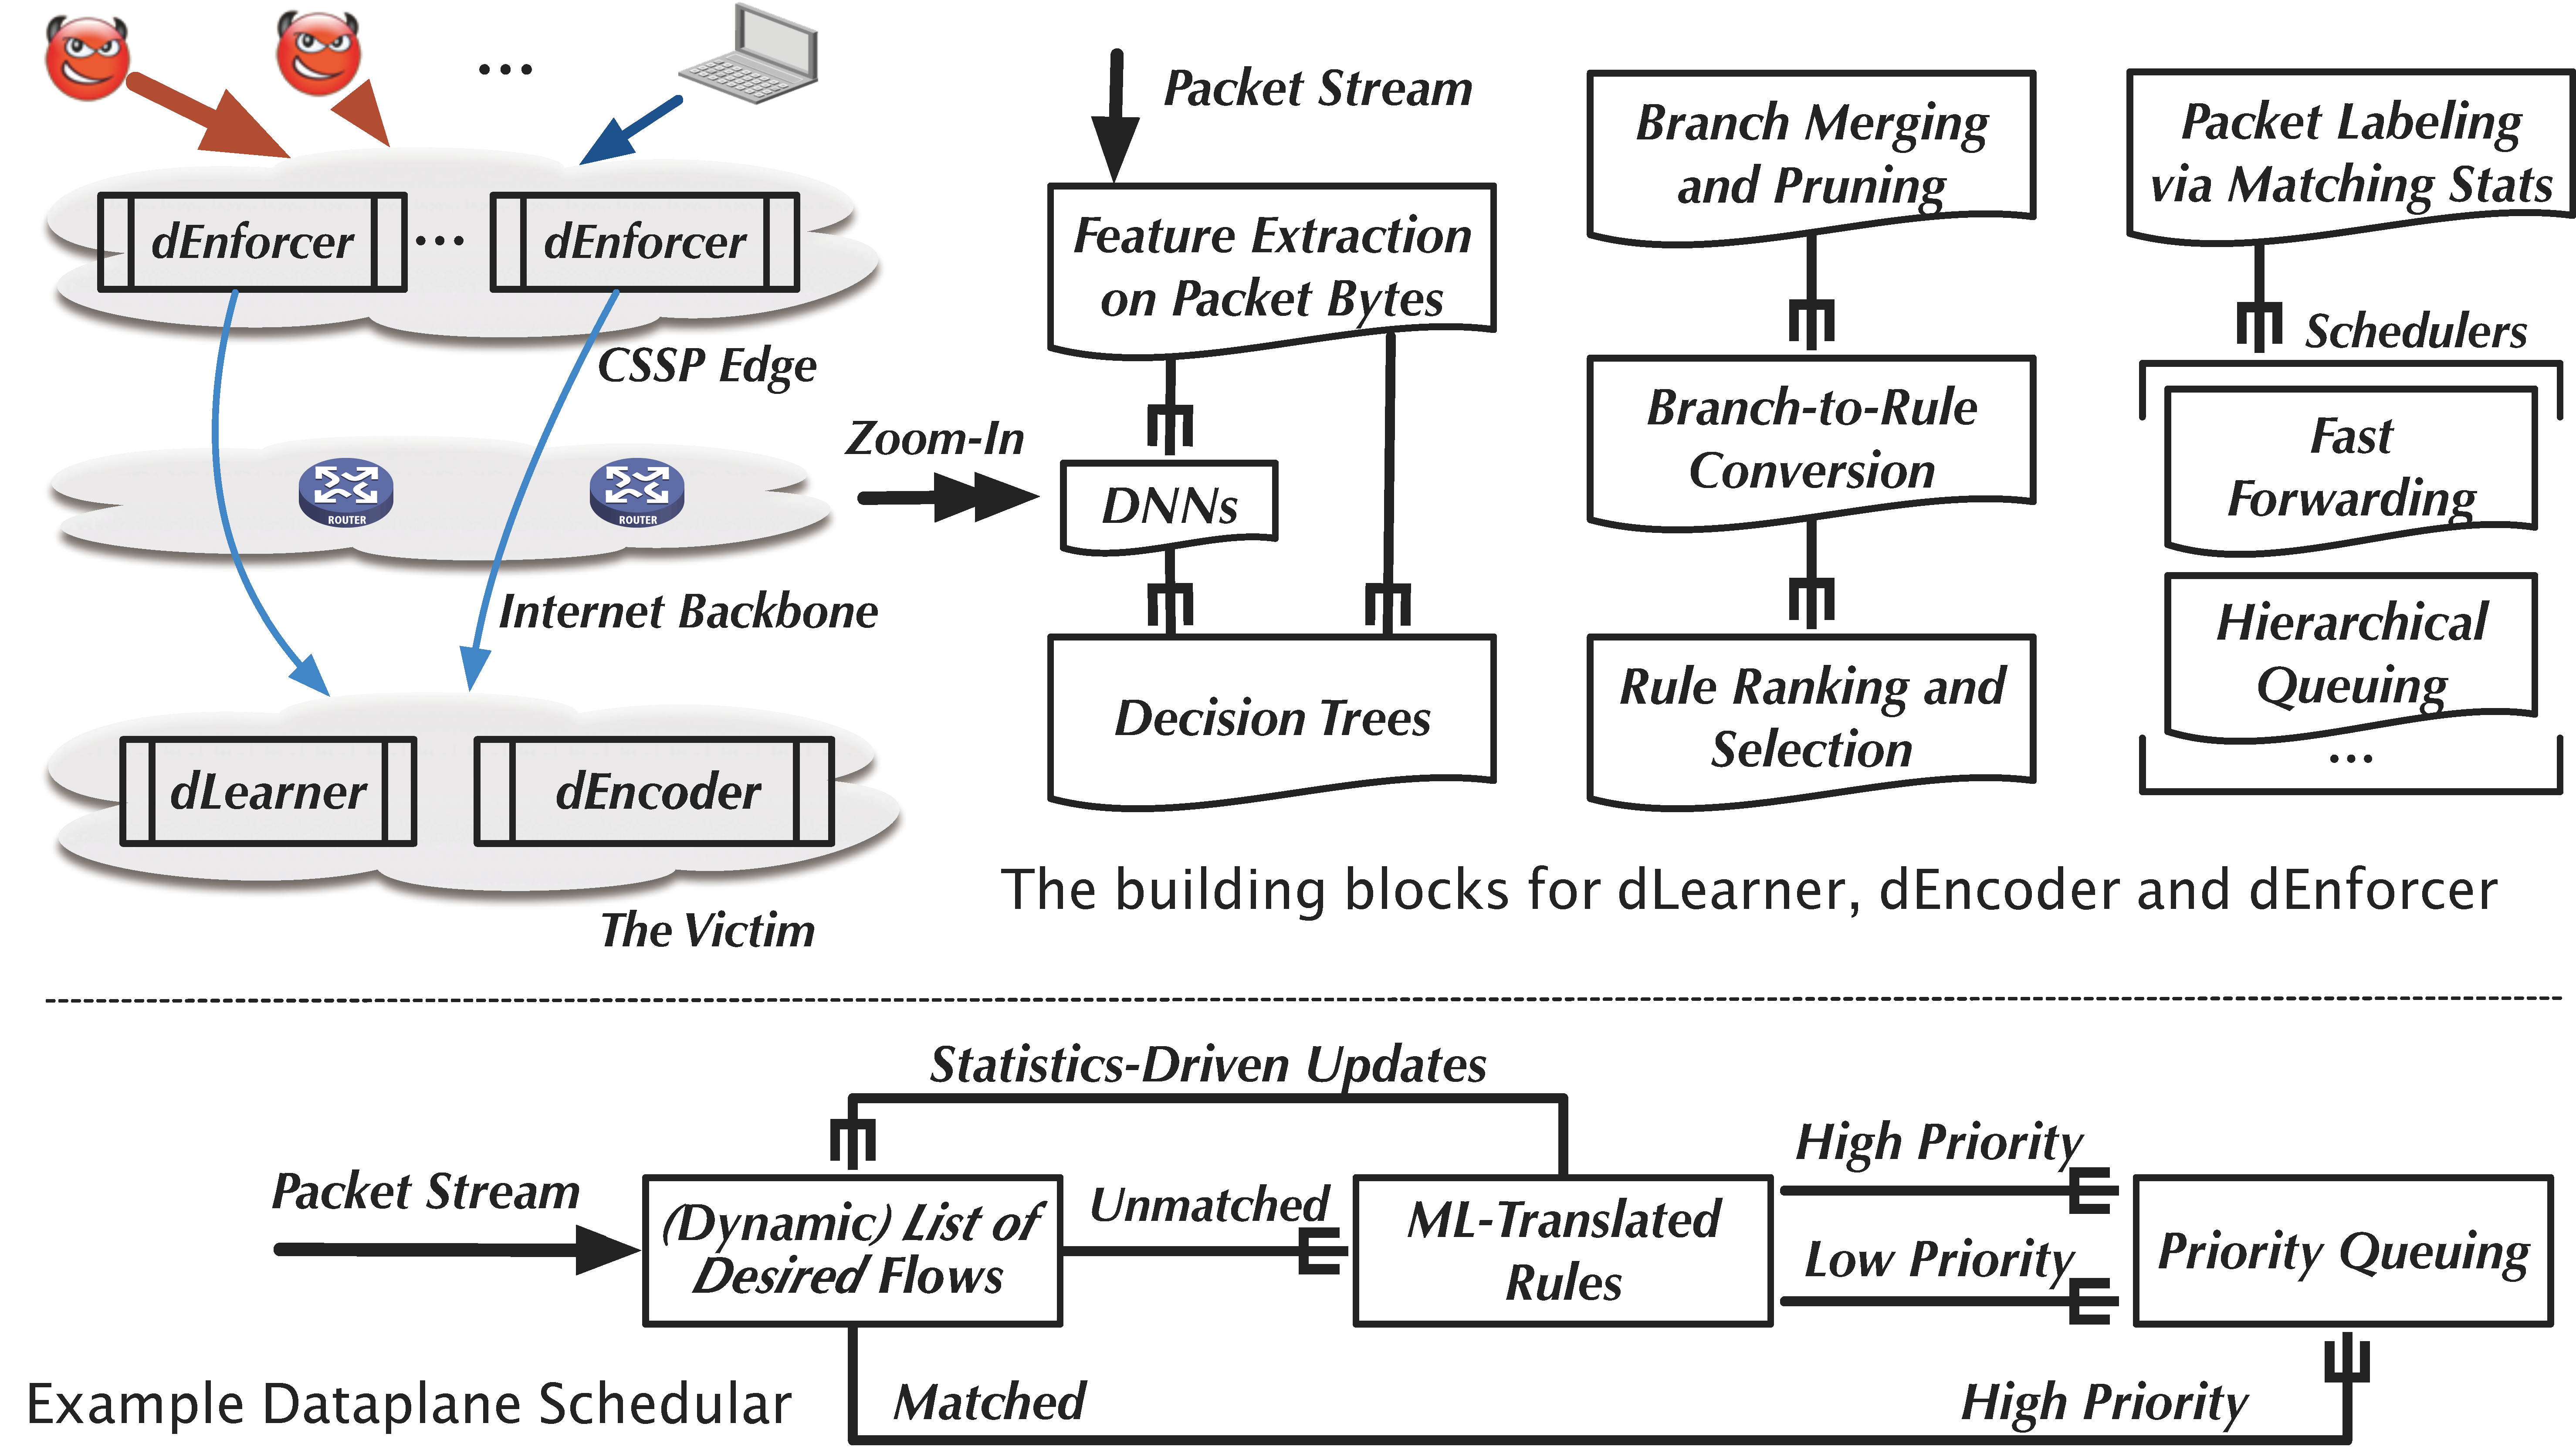 ...
dEnforcer
...
dEnforcer
CSSP Edge
ROUTER
ROUTER
Internet Backbone
dLearner
dEncoder
The Victim
Zoom-In
Packet Stream
Feature Extraction
on Packet Bytes
DNNs
Decision Trees
Branch Merging
and Pruning
Branch-to-Rule
Conversion
Rule Ranking and
Selection
Packet Labeling
via Matching Stats
Schedulers
Fast
Forwarding
Hierarchical
Queuing
...
The building blocks for dLearner, dEncoder and dEnforcer
Statistics-Driven Updates
Packet Stream
(Dynamic) List of
Desired Flows
Unmatched
ML-Translated
Rules
High Priority
Low Priority
Priority Queuing
Example Dataplane Schedular
Matched
High Priority